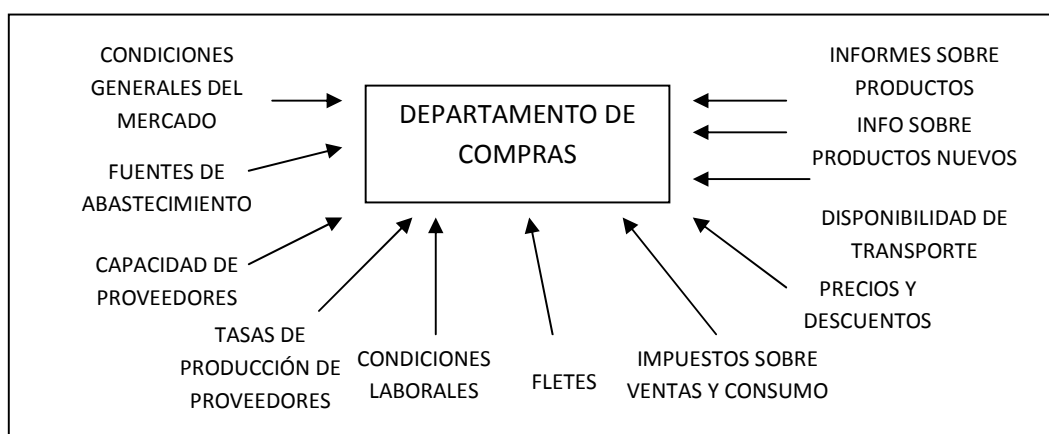 CONDICIONES
GENERALES DEL
MERCADO
FUENTES DE
ABASTECIMIENTO
CAPACIDAD DE
PROVEEDORES
TASAS DE
PRODUCCIÓN DE
PROVEEDORES
CONDICIONES
LABORALES
FLETES
IMPUESTOS SOBRE
VENTAS Y CONSUMO
DEPARTAMENTO DE
COMPRAS
INFORMES SOBRE
PRODUCTOS
INFO SOBRE
PRODUCTOS NUEVOS
DISPONIBILIDAD DE
TRANSPORTE
PRECIOS Y
DESCUENTOS